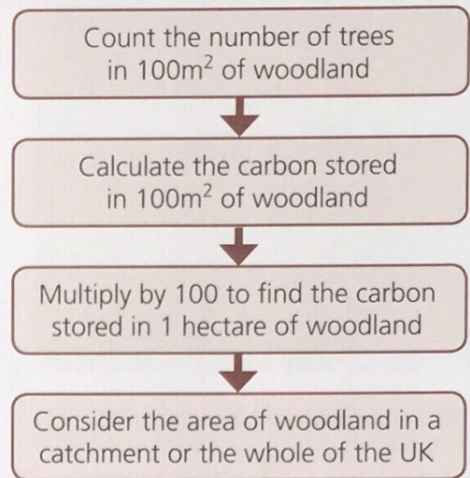 Count the number of trees
in 100m² of woodland
Calculate the carbon stored
in 100m² of woodland
Multiply by 100 to find the carbon
stored in 1 hectare of woodland
Consider the area of woodland in a
catchment or the whole of the UK